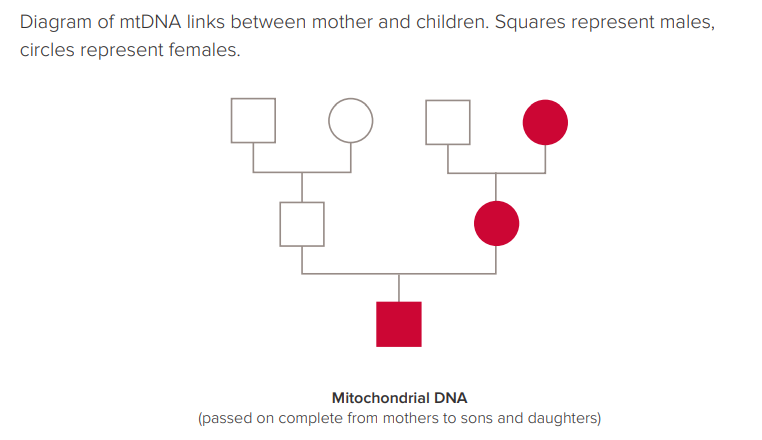 Diagram of mtDNA links between mother and children. Squares represent males,
circles represent females.
Mitochondrial DNA
(passed on complete from mothers to sons and daughters)